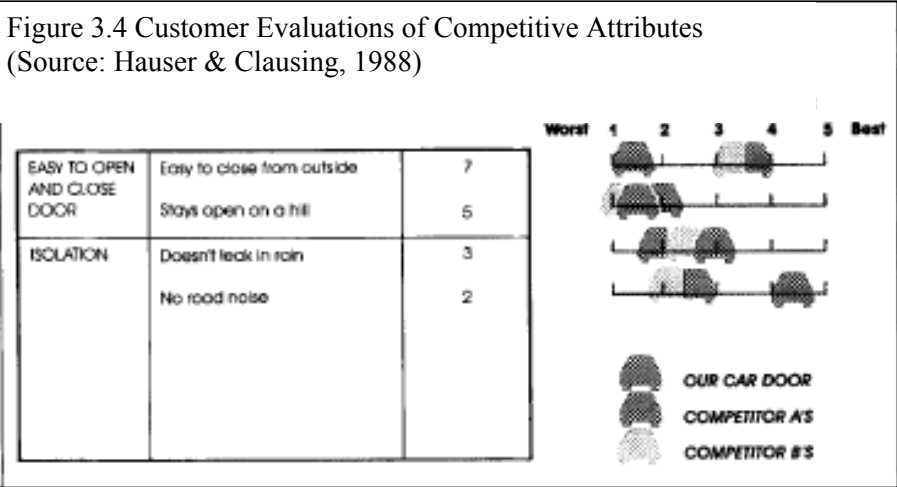 Figure 3.4 Customer Evaluations of Competitive Attributes
(Source: Hauser & Clausing, 1988)
Worst 1 2 3 4 5 Best
EASY TO OPEN
AND CLOSE
DOOR
Easy to close from outside 7
Stays open on a hill 5
ISOLATION
Doesn't leak in rain 3
No road noise 2
OUR CAR DOOR
COMPETITOR A'S
COMPETITOR B'S